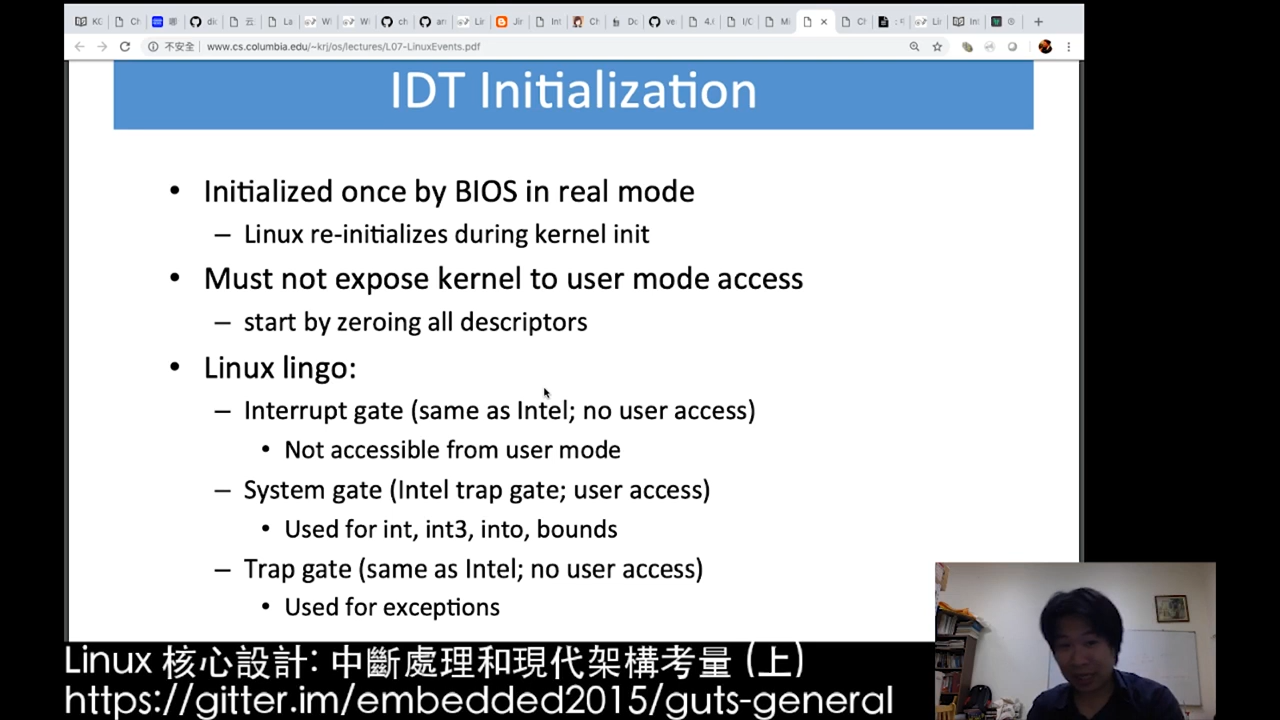 不安全 www.cs.columbia.edu/~krj/os/lectures/L07-LinuxEvents.pdf
IDT Initialization
• Initialized once by BIOS in real mode
– Linux re-initializes during kernel init
• Must not expose kernel to user mode access
– start by zeroing all descriptors
• Linux lingo:
– Interrupt gate (same as Intel; no user access)
• Not accessible from user mode
– System gate (Intel trap gate; user access)
• Used for int, int3, into, bounds
– Trap gate (same as Intel; no user access)
• Used for exceptions
Linux 核心設計: 中斷處理和現代架構考量 (上)
https://gitter.im/embedded2015/guts-general